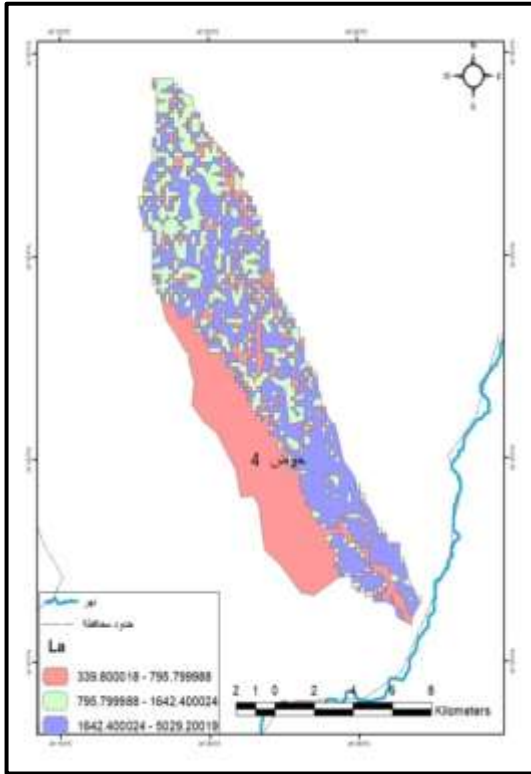 N
حوض 4
نهر
حدود محافظة
La
339.800018 - 795.799988
795.799988 - 1642.400024
1642.400024 - 5029.20019
2 1 0 2 4 6 8
Kilometers